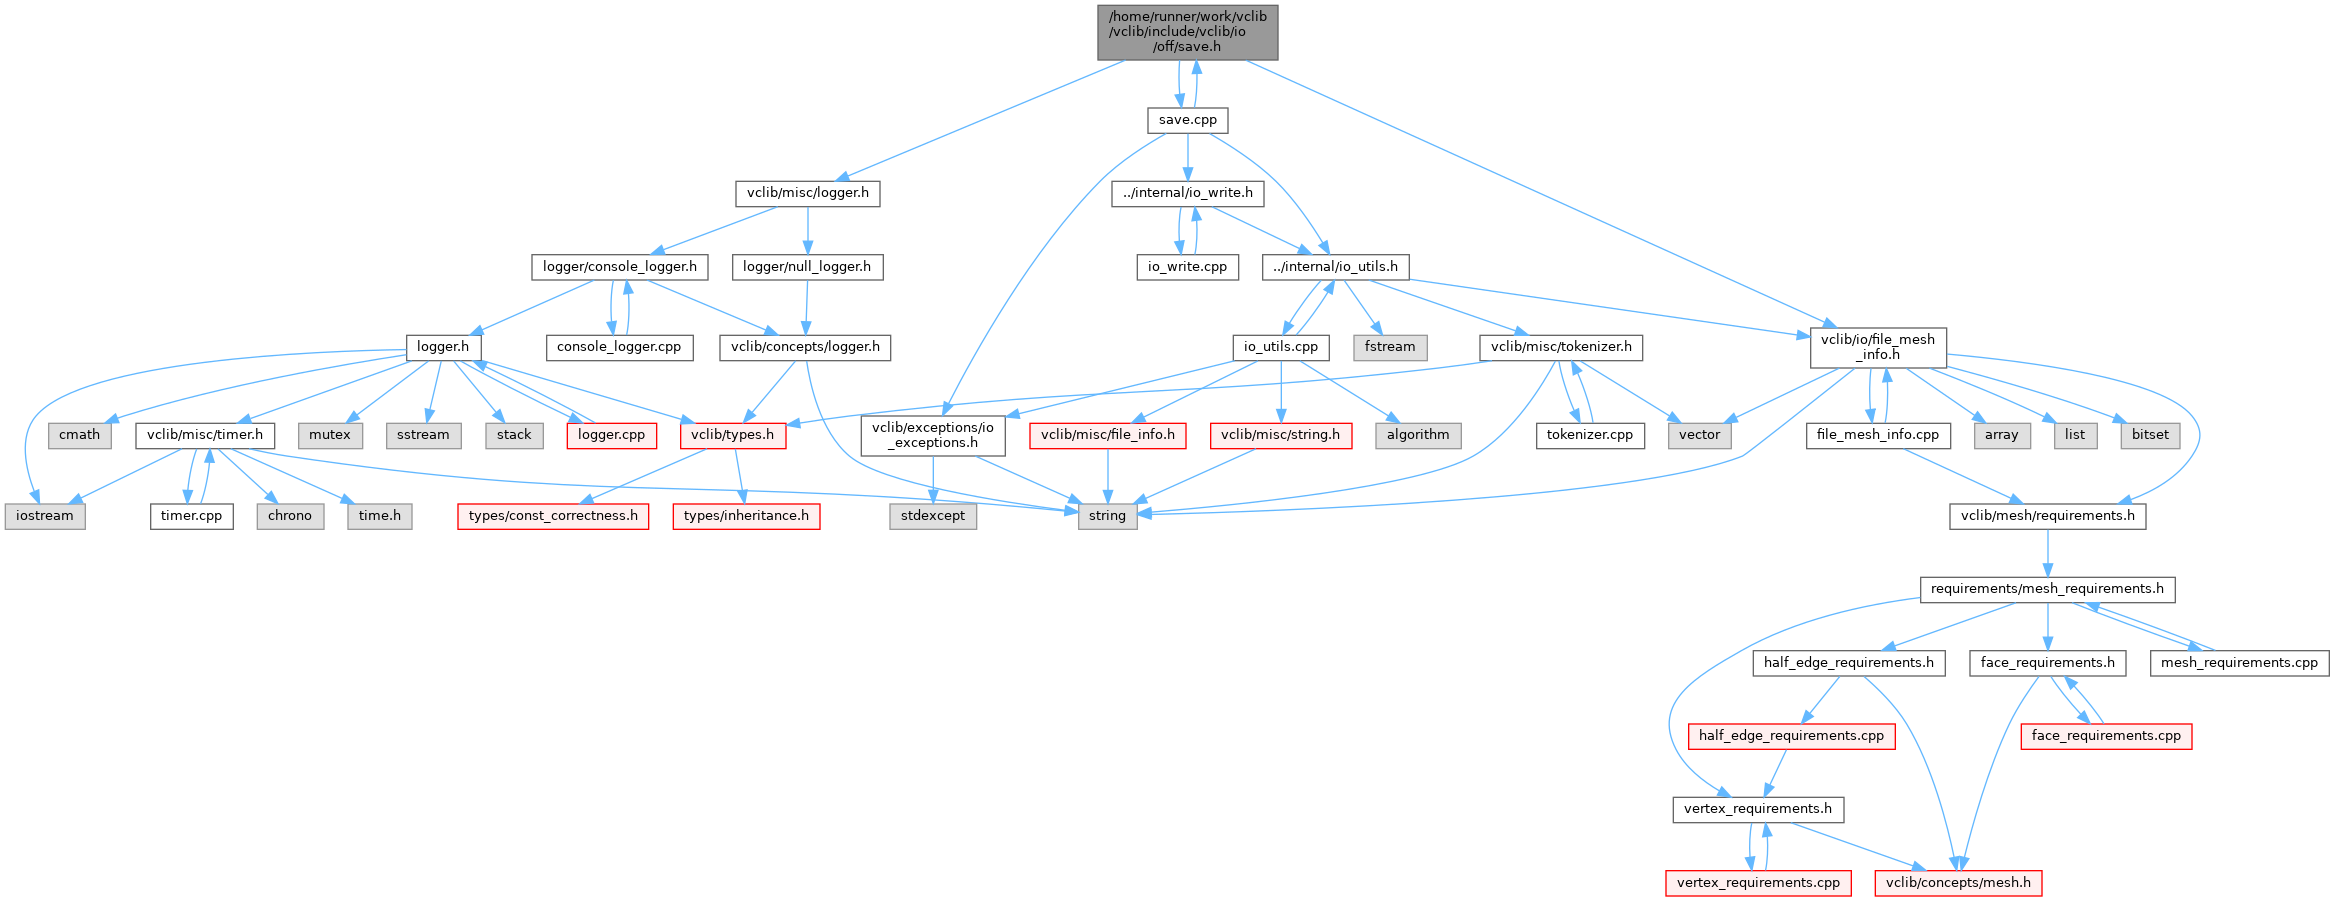 /home/runner/work/vclib
/vclib/include/vclib/io
/off/save.h
save.cpp
vclib/misc/logger.h
../internal/io_write.h
logger/console_logger.h
logger/null_logger.h
io_write.cpp
../internal/io_utils.h
logger.h
console_logger.cpp
vclib/concepts/logger.h
io_utils.cpp
fstream
vclib/misc/tokenizer.h
vclib/io/file_mesh
_info.h
cmath
vclib/misc/timer.h
mutex
sstream
stack
logger.cpp
vclib/types.h
vclib/exceptions/io
_exceptions.h
vclib/misc/file_info.h
vclib/misc/string.h
algorithm
tokenizer.cpp
vector
file_mesh_info.cpp
array
list
bitset
iostream
timer.cpp
chrono
time.h
types/const_correctness.h
types/inheritance.h
stdexcept
string
vclib/mesh/requirements.h
requirements/mesh_requirements.h
half_edge_requirements.h
face_requirements.h
mesh_requirements.cpp
half_edge_requirements.cpp
face_requirements.cpp
vertex_requirements.h
vertex_requirements.cpp
vclib/concepts/mesh.h